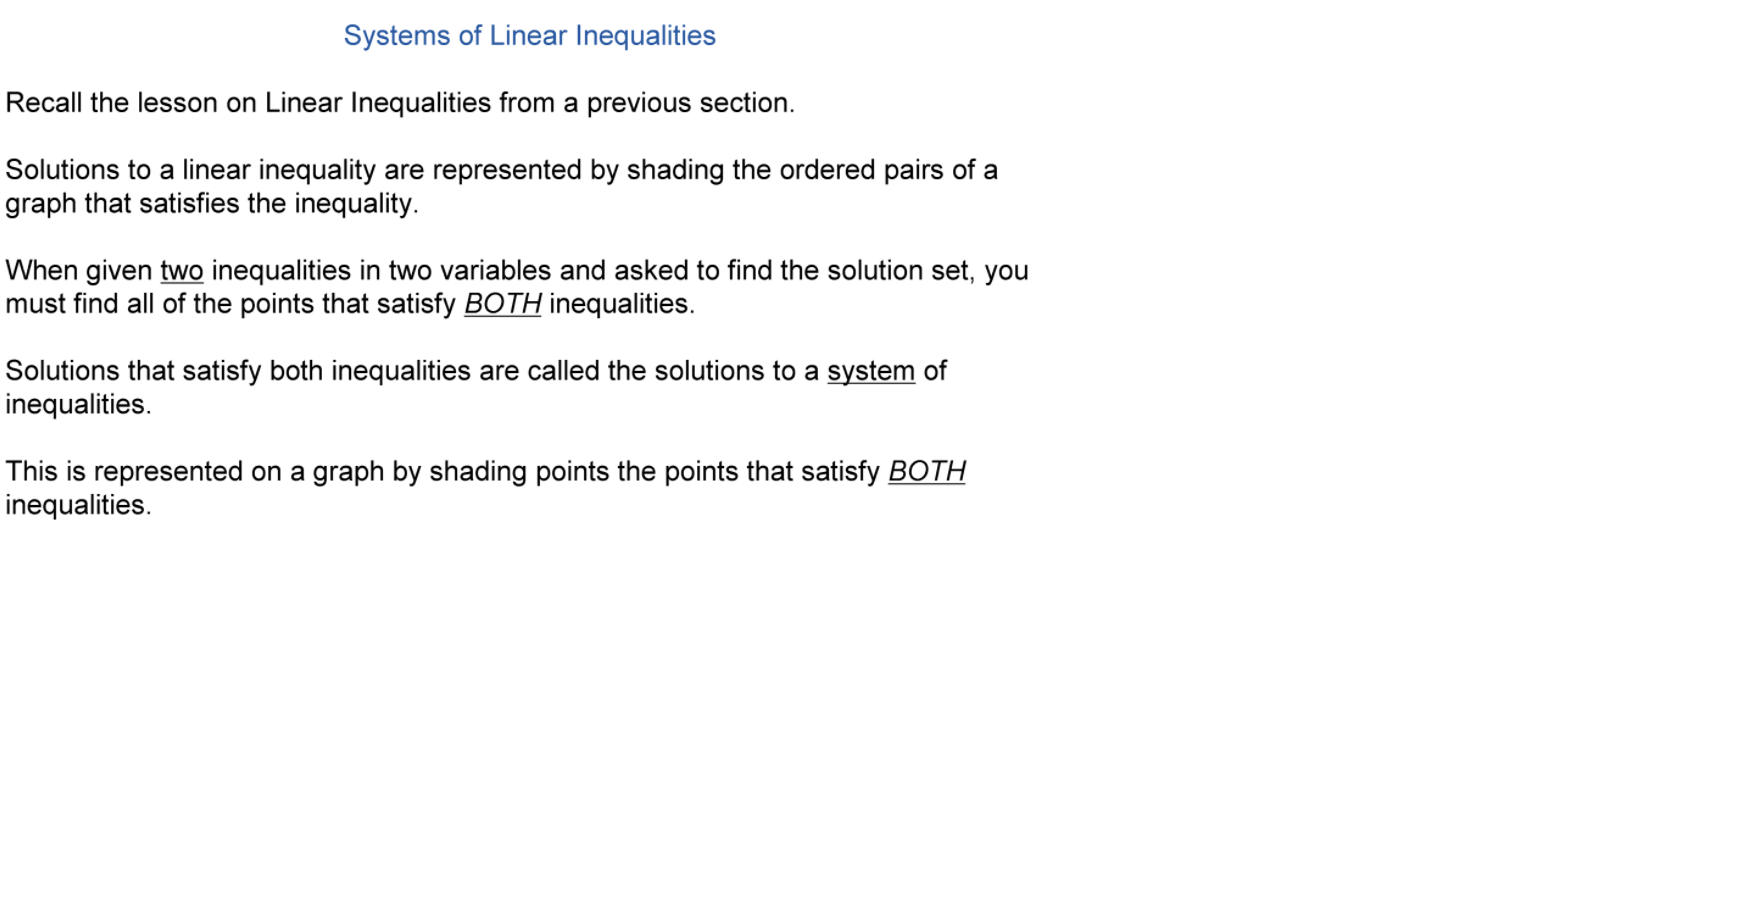 Systems of Linear Inequalities
Recall the lesson on Linear Inequalities from a previous section.
Solutions to a linear inequality are represented by shading the ordered pairs of a
graph that satisfies the inequality.
When given two inequalities in two variables and asked to find the solution set, you
must find all of the points that satisfy BOTH inequalities.
Solutions that satisfy both inequalities are called the solutions to a system of
inequalities.
This is represented on a graph by shading points the points that satisfy BOTH
inequalities.